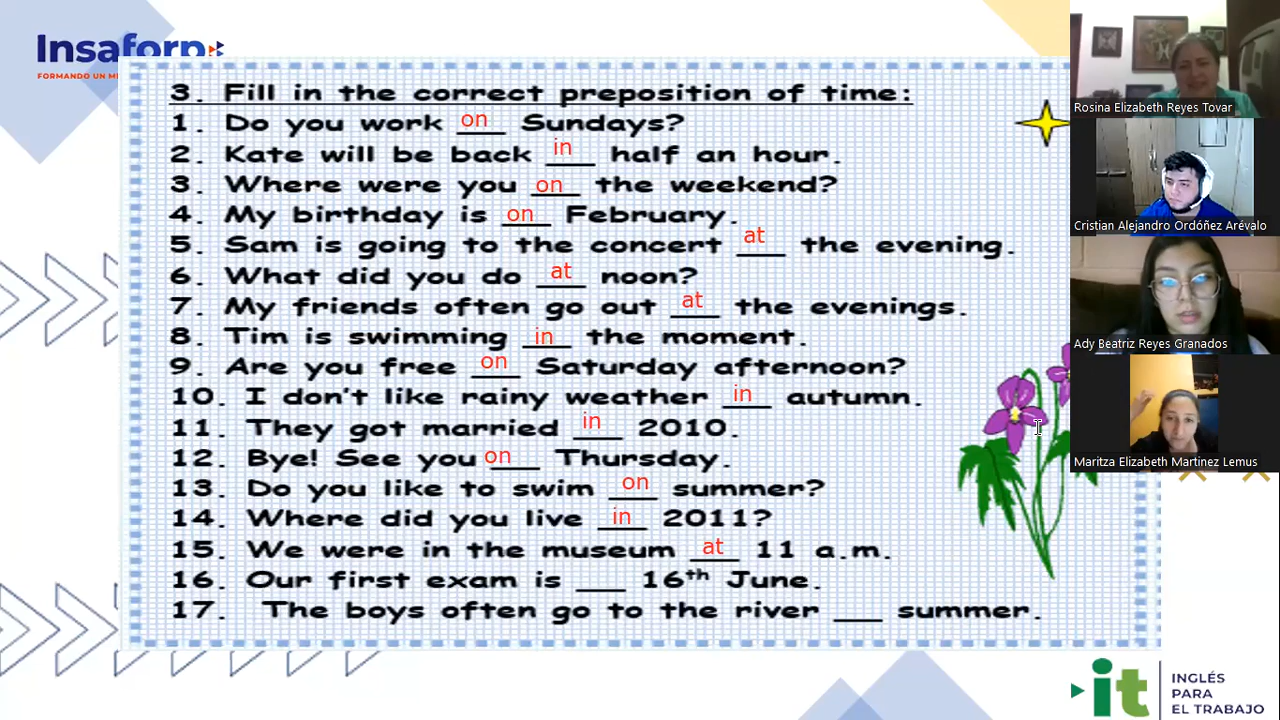 Insaforp
FORMANDO UN M
3. Fill in the correct preposition of time:
1. Do you work on Sundays?
2. Kate will be back in half an hour.
3. Where were you on the weekend?
4. My birthday is on February.
5. Sam is going to the concert at the evening.
6. What did you do at noon?
7. My friends often go out at the evenings.
8. Tim is swimming in the moment.
9. Are you free on Saturday afternoon?
10. I don't like rainy weather in autumn.
11. They got married in 2010.
12. Bye! See you on Thursday.
13. Do you like to swim on summer?
14. Where did you live in 2011?
15. We were in the museum at 11 a.m.
16. Our first exam is ___ 16th June.
17. The boys often go to the river ___ summer.
Rosina Elizabeth Reyes Tovar
Cristian Alejandro Ordóñez Arévalo
Ady Beatriz Reyes Granados
Maritza Elizabeth Martinez Lemus
it
INGLÉS
PARA
EL TRABAJO